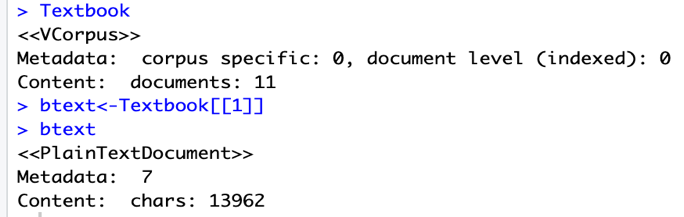 > Textbook
<<VCorpus>>
Metadata:  corpus specific: 0, document level (indexed): 0
Content:  documents: 11
> btext<-Textbook[[1]]
> btext
<<PlainTextDocument>>
Metadata:  7
Content:  chars: 13962